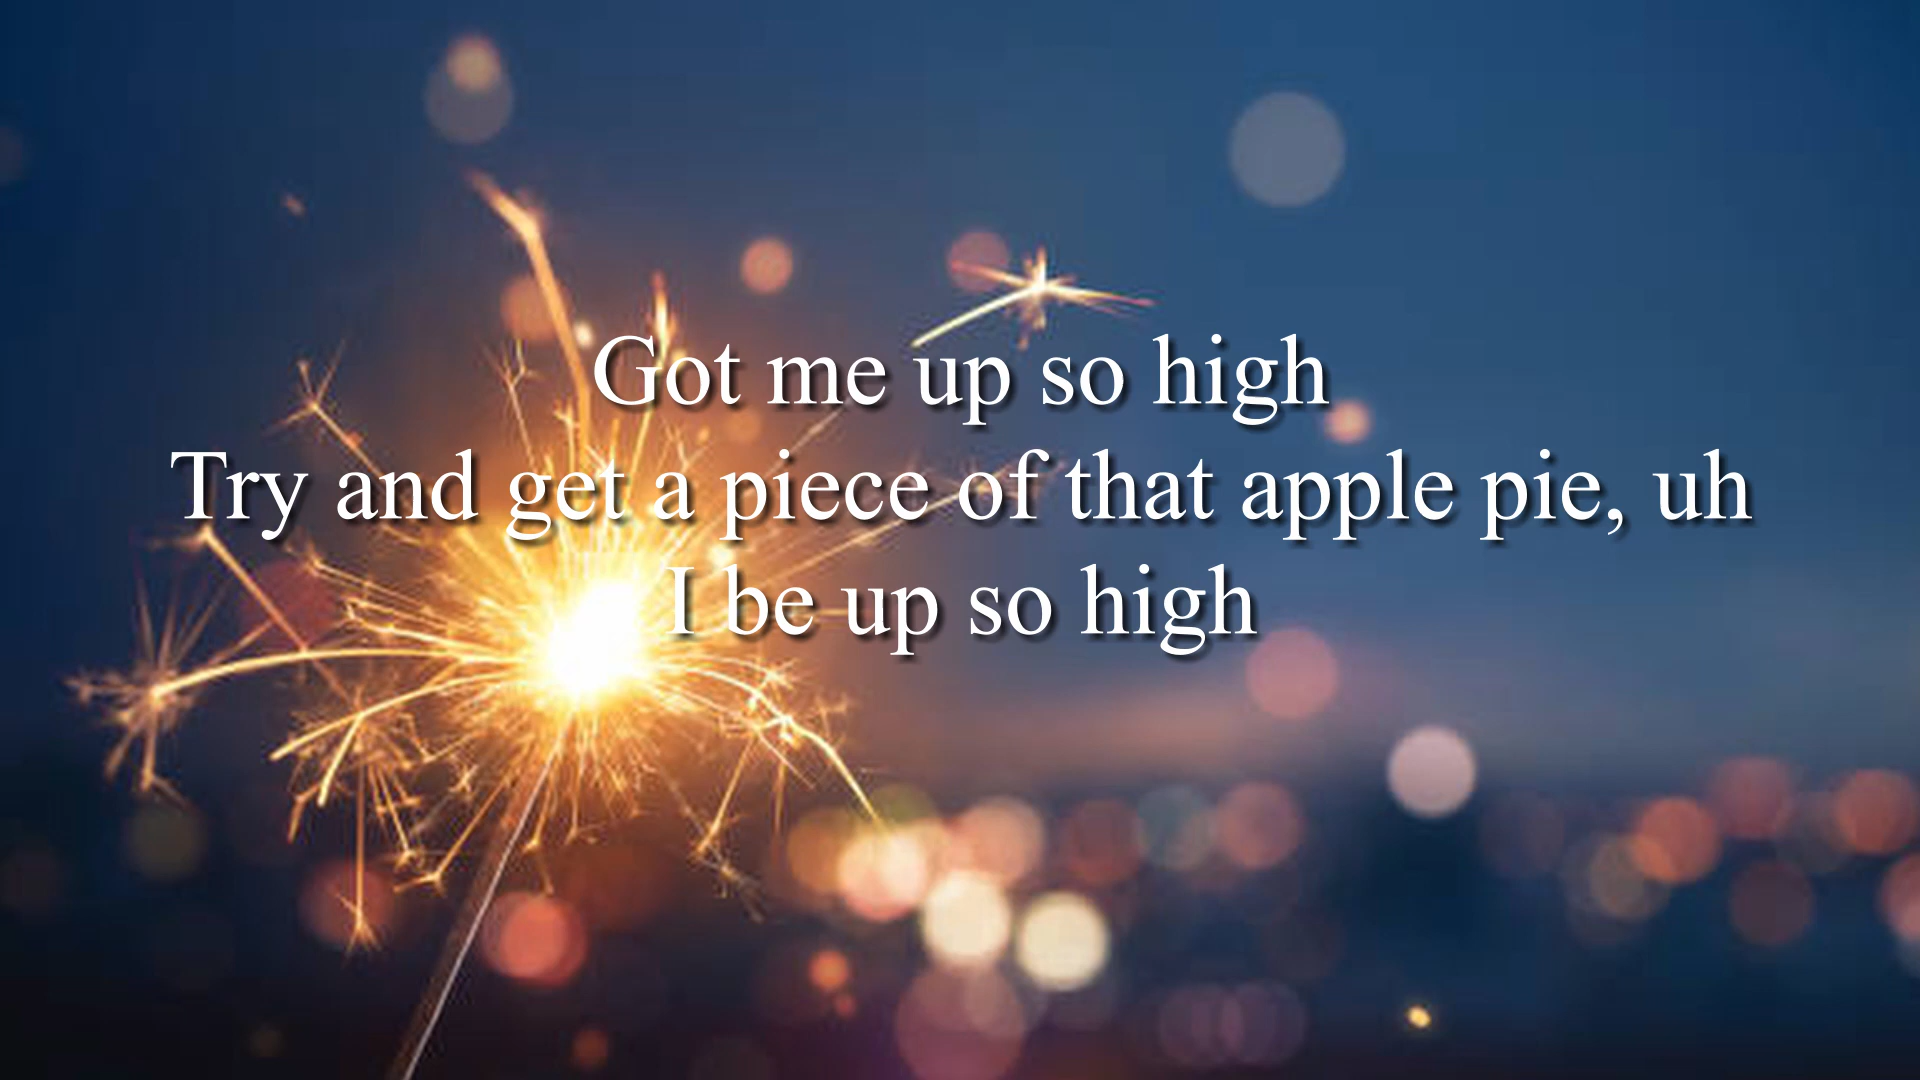 Got me up so high
Try and get a piece of that apple pie, uh
I be up so high